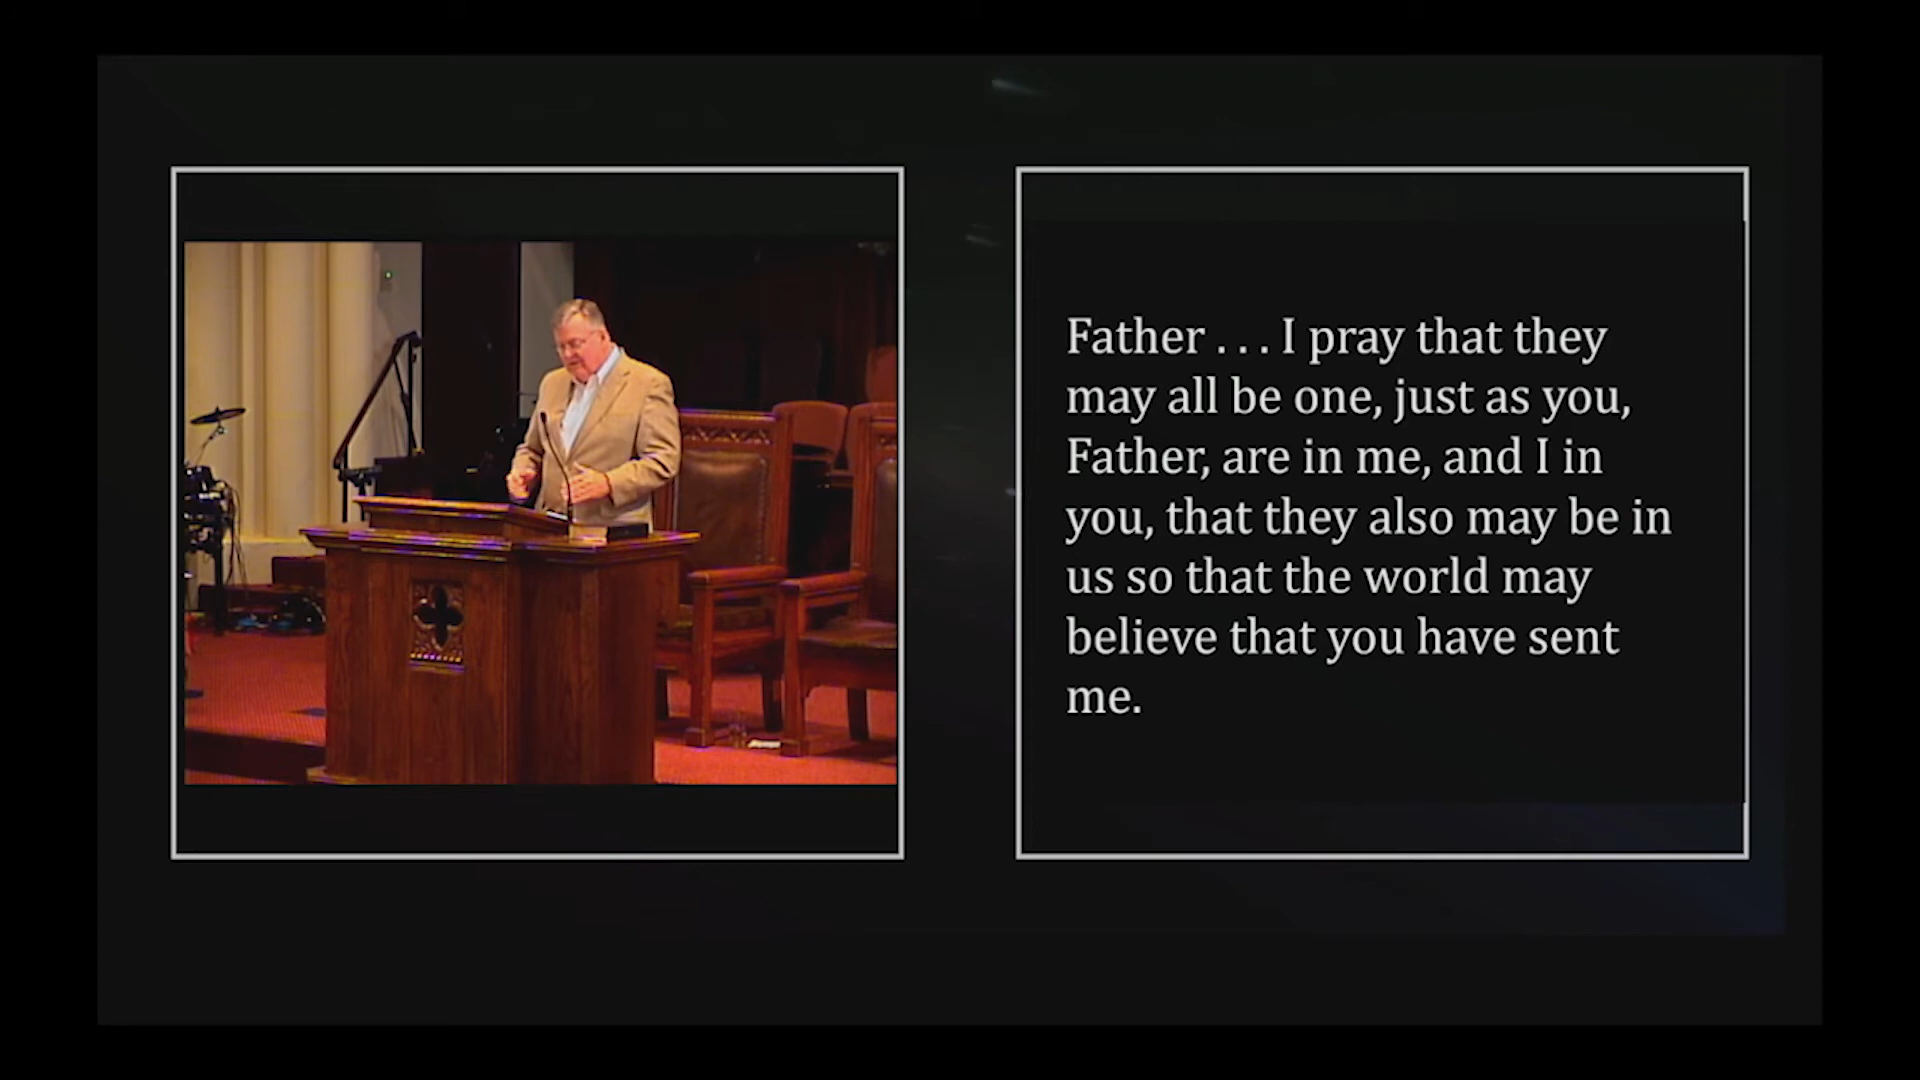 Father . . . I pray that they
may all be one, just as you,
Father, are in me, and I in
you, that they also may be in
us so that the world may
believe that you have sent
me.